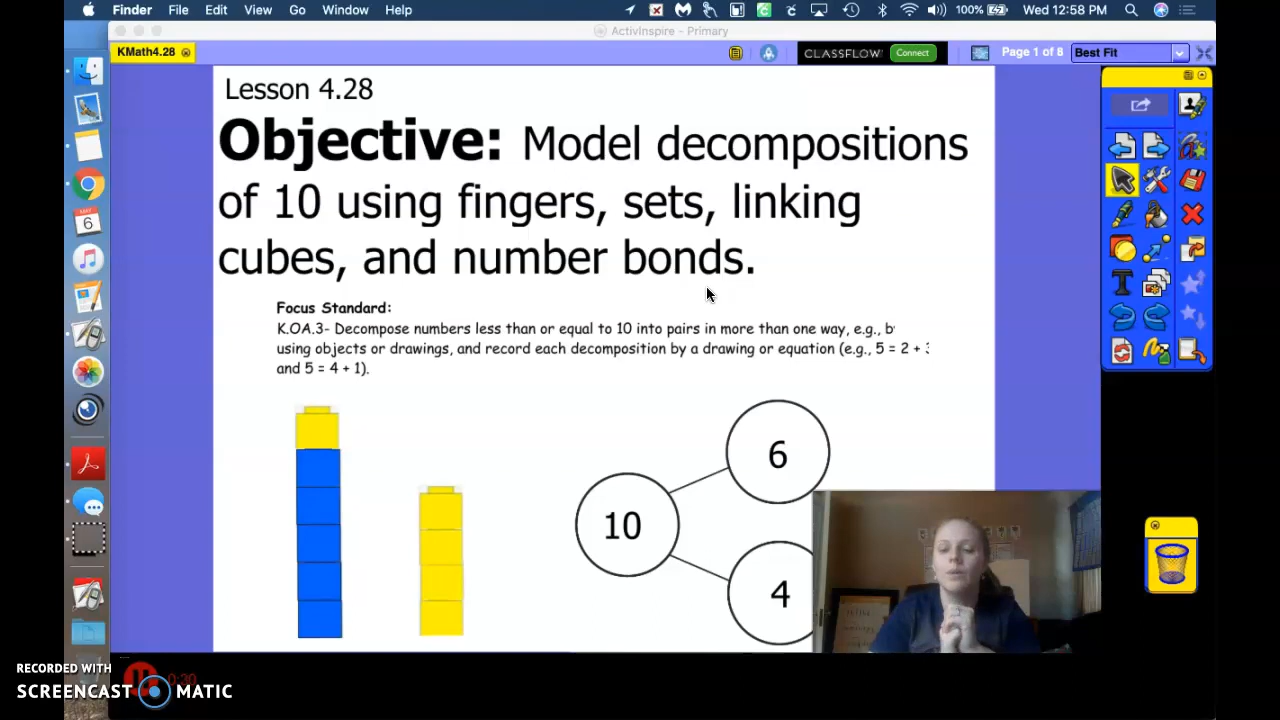 Finder File Edit View Go Window Help 100% Wed 12:58 PM
ActivInspire - Primary
KMath4.28 CLASSFLOW Connect Page 1 of 8 Best Fit
Lesson 4.28
Objective: Model decompositions
of 10 using fingers, sets, linking
cubes, and number bonds.
Focus Standard:
K.OA.3- Decompose numbers less than or equal to 10 into pairs in more than one way, e.g., b
using objects or drawings, and record each decomposition by a drawing or equation (e.g., 5 = 2 +
and 5 = 4 + 1).
6
10
4
MAY
6
RECORDED WITH
SCREENCAST MATIC
0:30